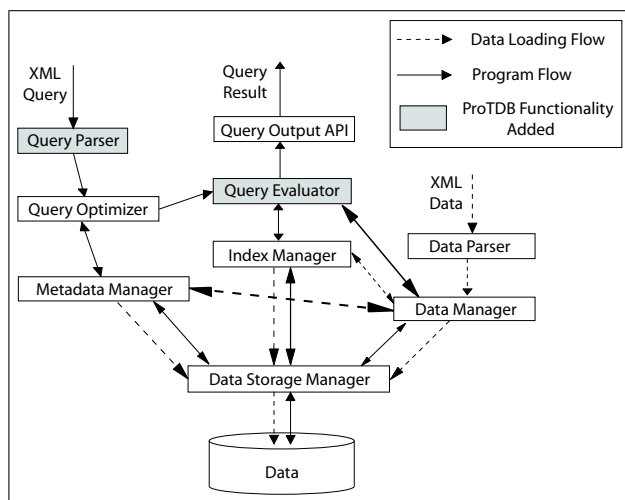 Data Loading Flow
Program Flow
ProTDB Functionality
Added
XML
Query
Query
Result
Query Parser
Query Output API
Query Optimizer
Query Evaluator
XML
Data
Index Manager
Data Parser
Metadata Manager
Data Manager
Data Storage Manager
Data